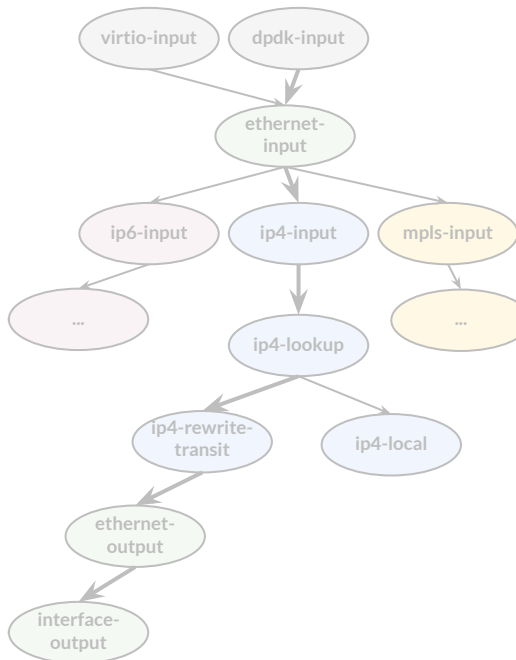 virtio-input
dpdk-input
ethernet-
input
ip6-input
ip4-input
mpls-input
...
...
ip4-lookup
ip4-rewrite-
transit
ip4-local
ethernet-
output
interface-
output